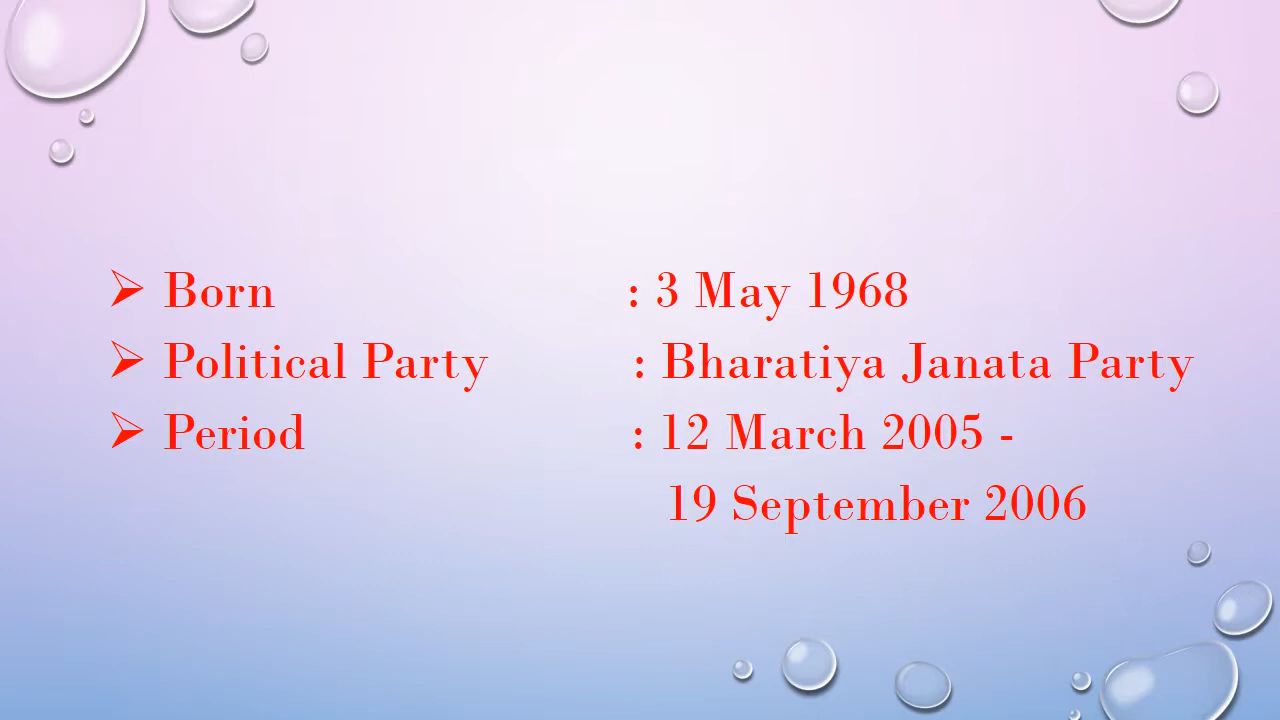 ➢ Born : 3 May 1968
➢ Political Party : Bharatiya Janata Party
➢ Period : 12 March 2005 -
19 September 2006